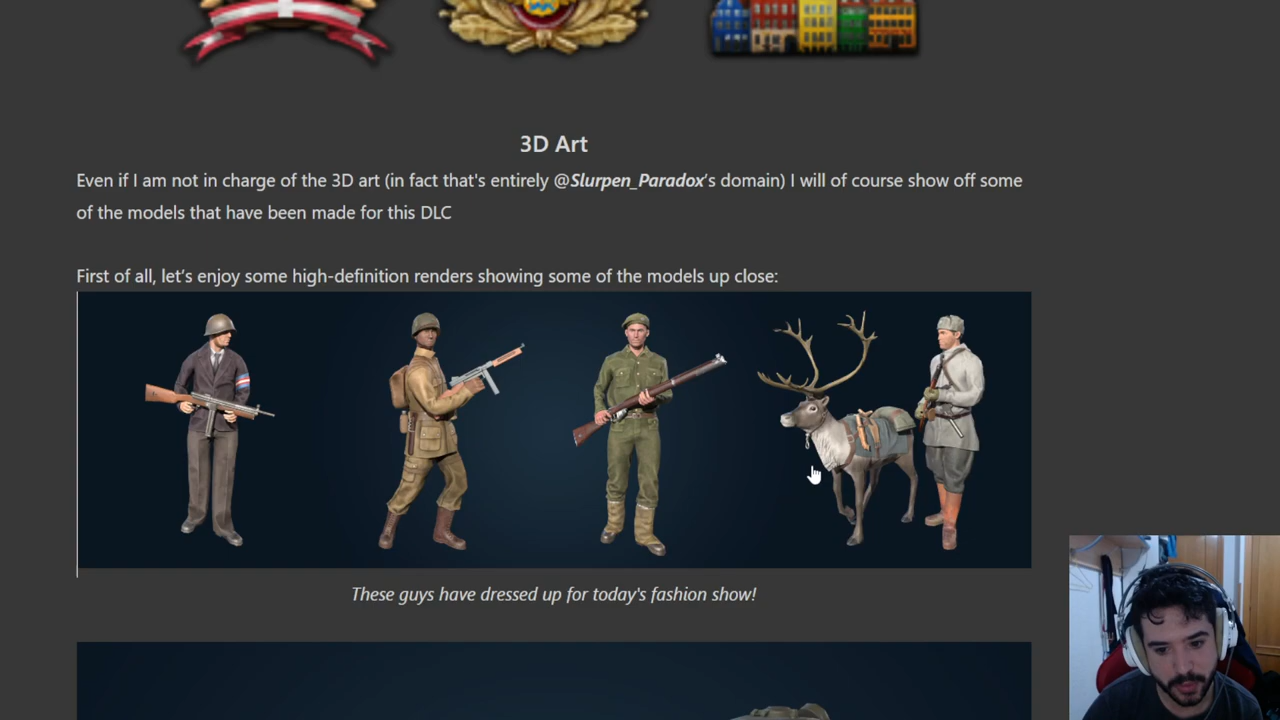 3D Art
Even if I am not in charge of the 3D art (in fact that's entirely @Slurpen_Paradox's domain) I will of course show off some
of the models that have been made for this DLC
First of all, let's enjoy some high-definition renders showing some of the models up close:
These guys have dressed up for today's fashion show!